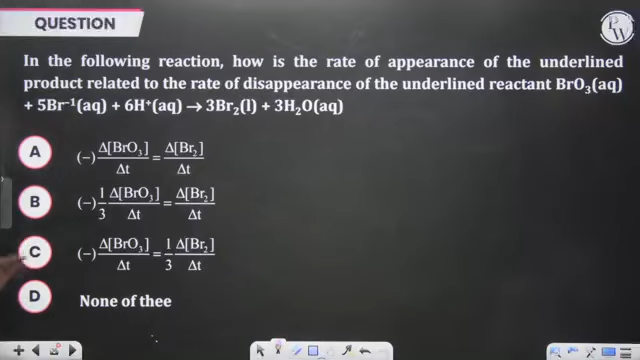 QUESTION
In the following reaction, how is the rate of appearance of the underlined
product related to the rate of disappearance of the underlined reactant BrO₃(aq)
+ 5Br⁻¹(aq) + 6H⁺(aq) → 3Br₂(l) + 3H₂O(aq)
A (−) Δ[BrO₃]/Δt = Δ[Br₂]/Δt
B (−) 1/3 Δ[BrO₃]/Δt = Δ[Br₂]/Δt
C (−) Δ[BrO₃]/Δt = 1/3 Δ[Br₂]/Δt
D None of thee